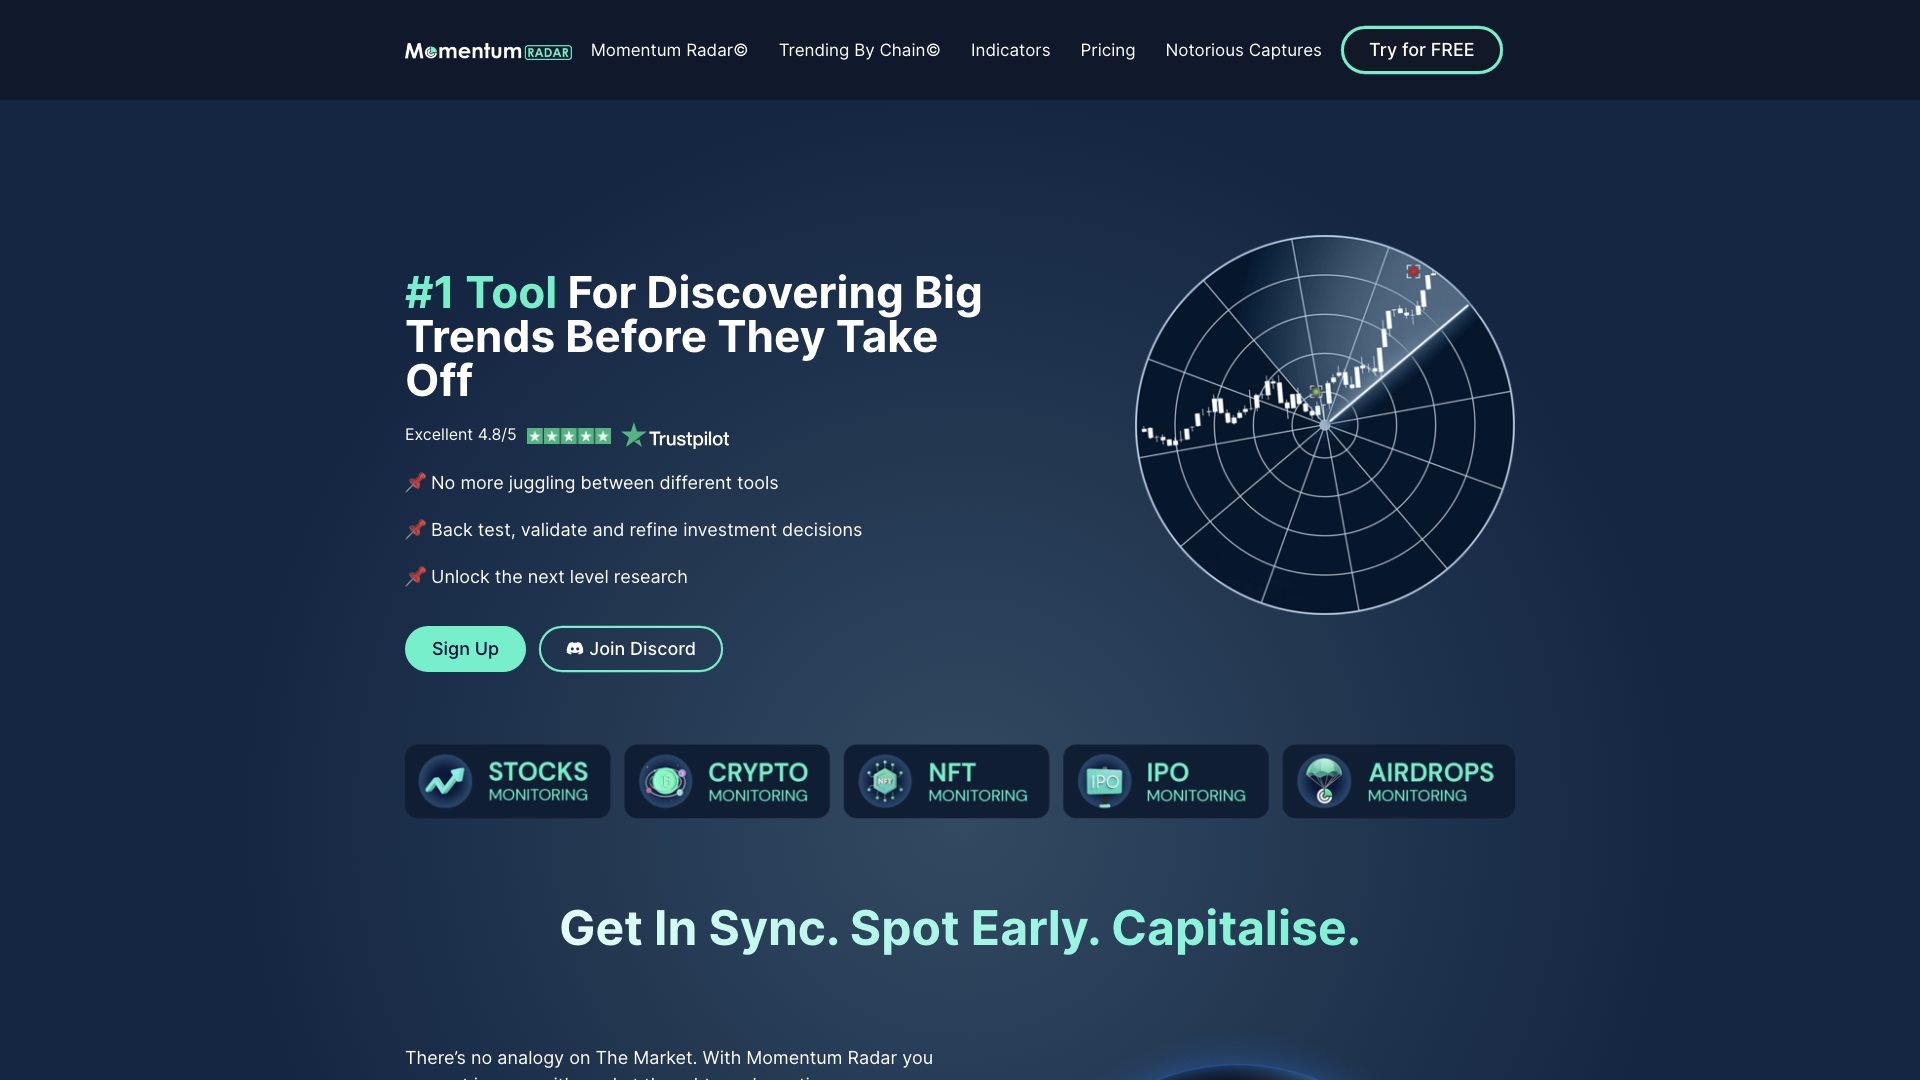 Momentum RADAR
Momentum Radar©
Trending By Chain©
Indicators
Pricing
Notorious Captures
Try for FREE
#1 Tool For Discovering Big
Trends Before They Take
Off
Excellent 4.8/5
Trustpilot
No more juggling between different tools
Back test, validate and refine investment decisions
Unlock the next level research
Sign Up
Join Discord
STOCKS
MONITORING
CRYPTO
MONITORING
NFT
NFT
MONITORING
IPO
IPO
MONITORING
AIRDROPS
MONITORING
Get In Sync. Spot Early. Capitalise.
There’s no analogy on The Market. With Momentum Radar you